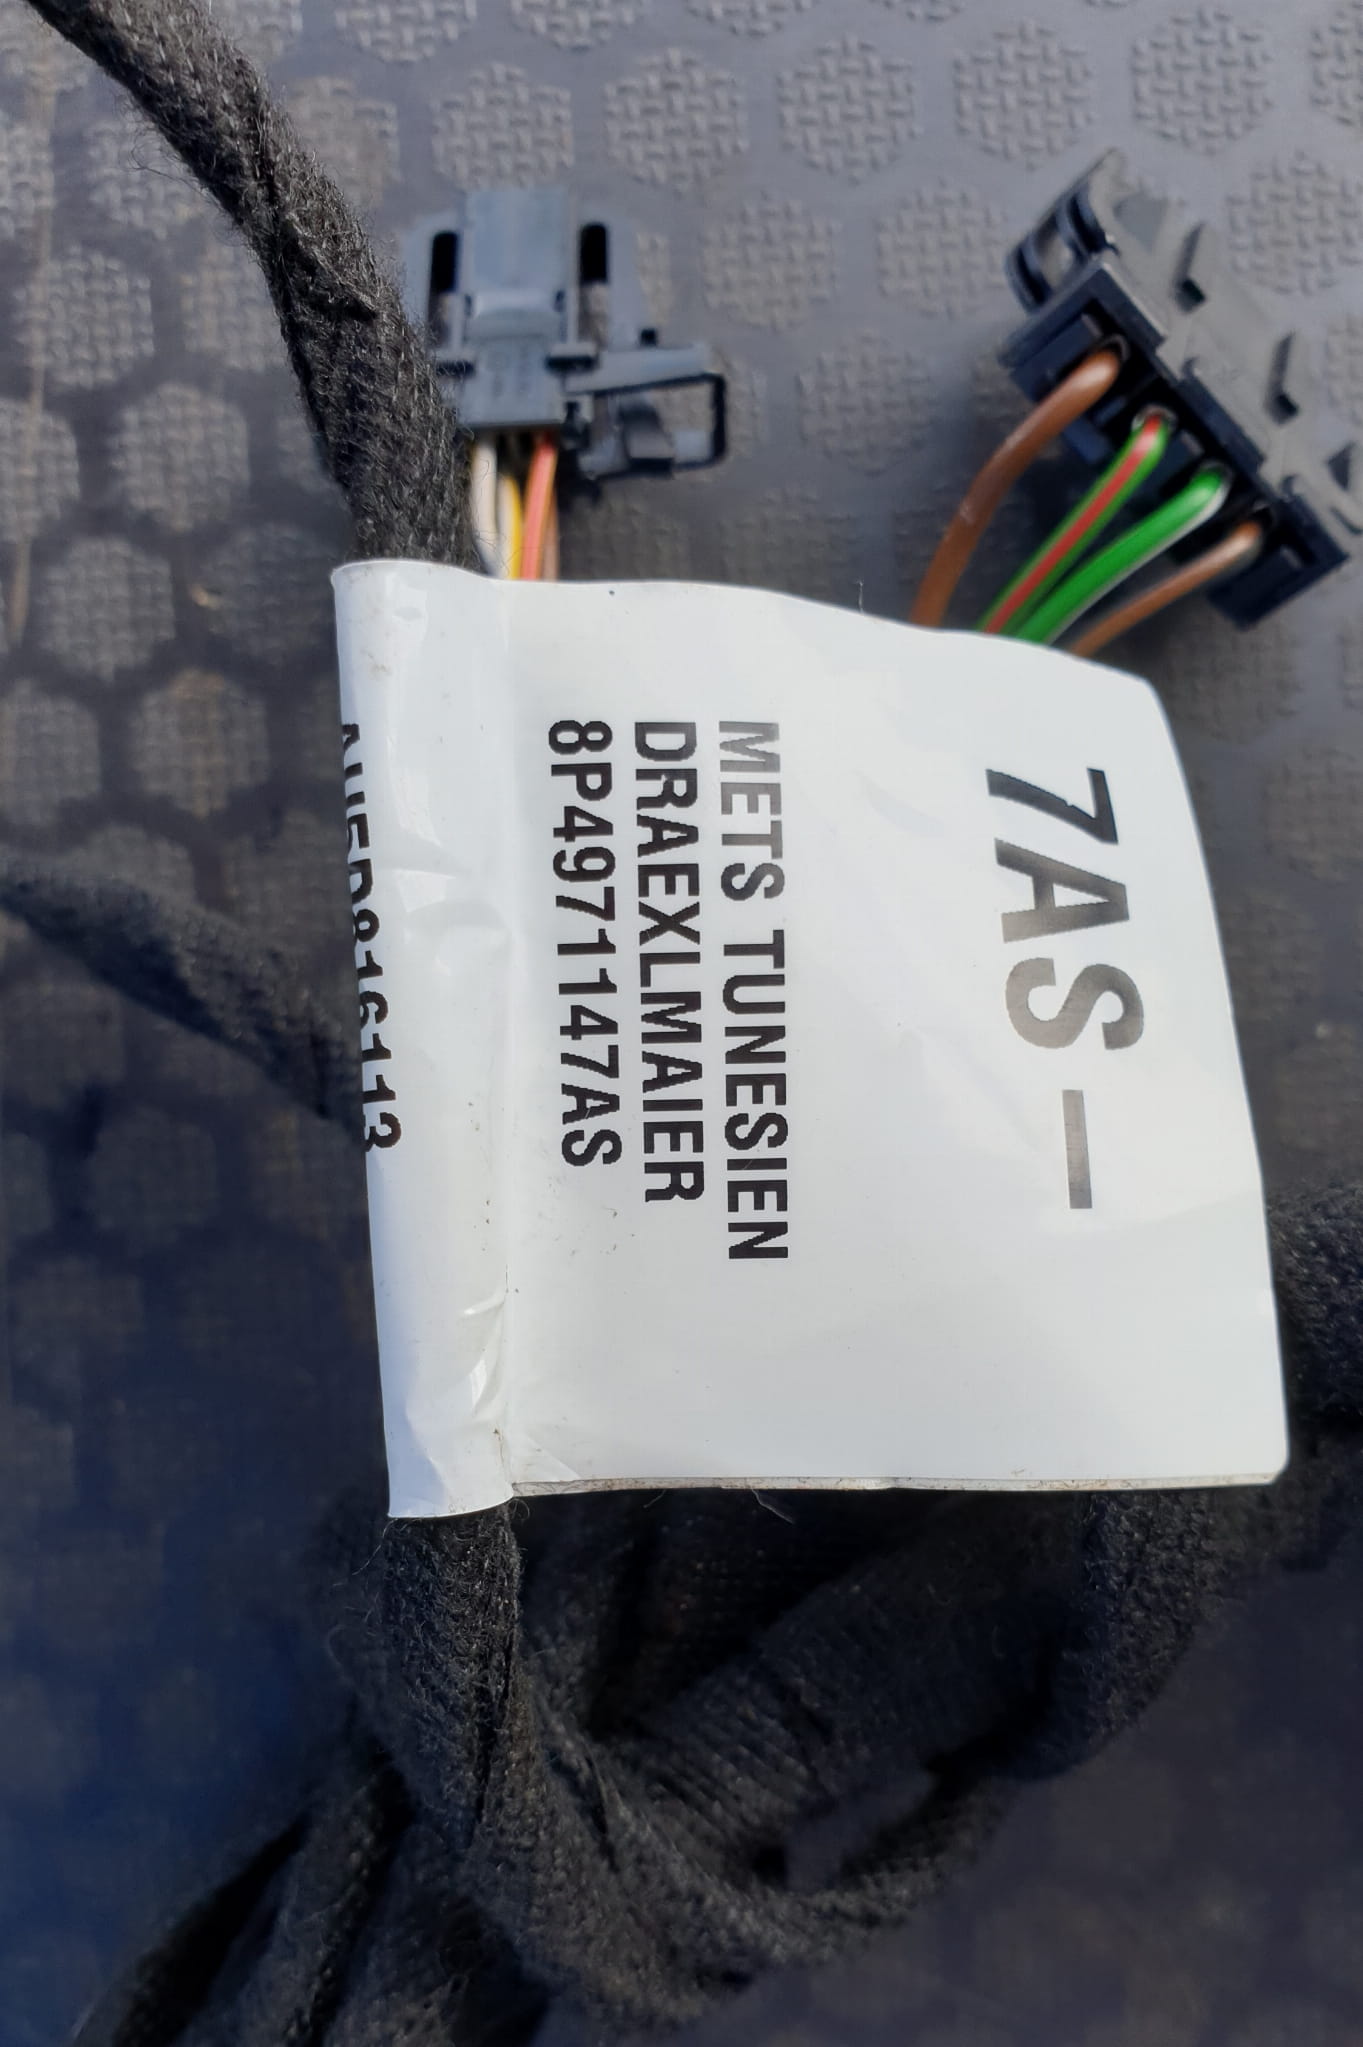 7AS –
METS TUNESIEN
DRAEXLMAIER
8P4971147AS